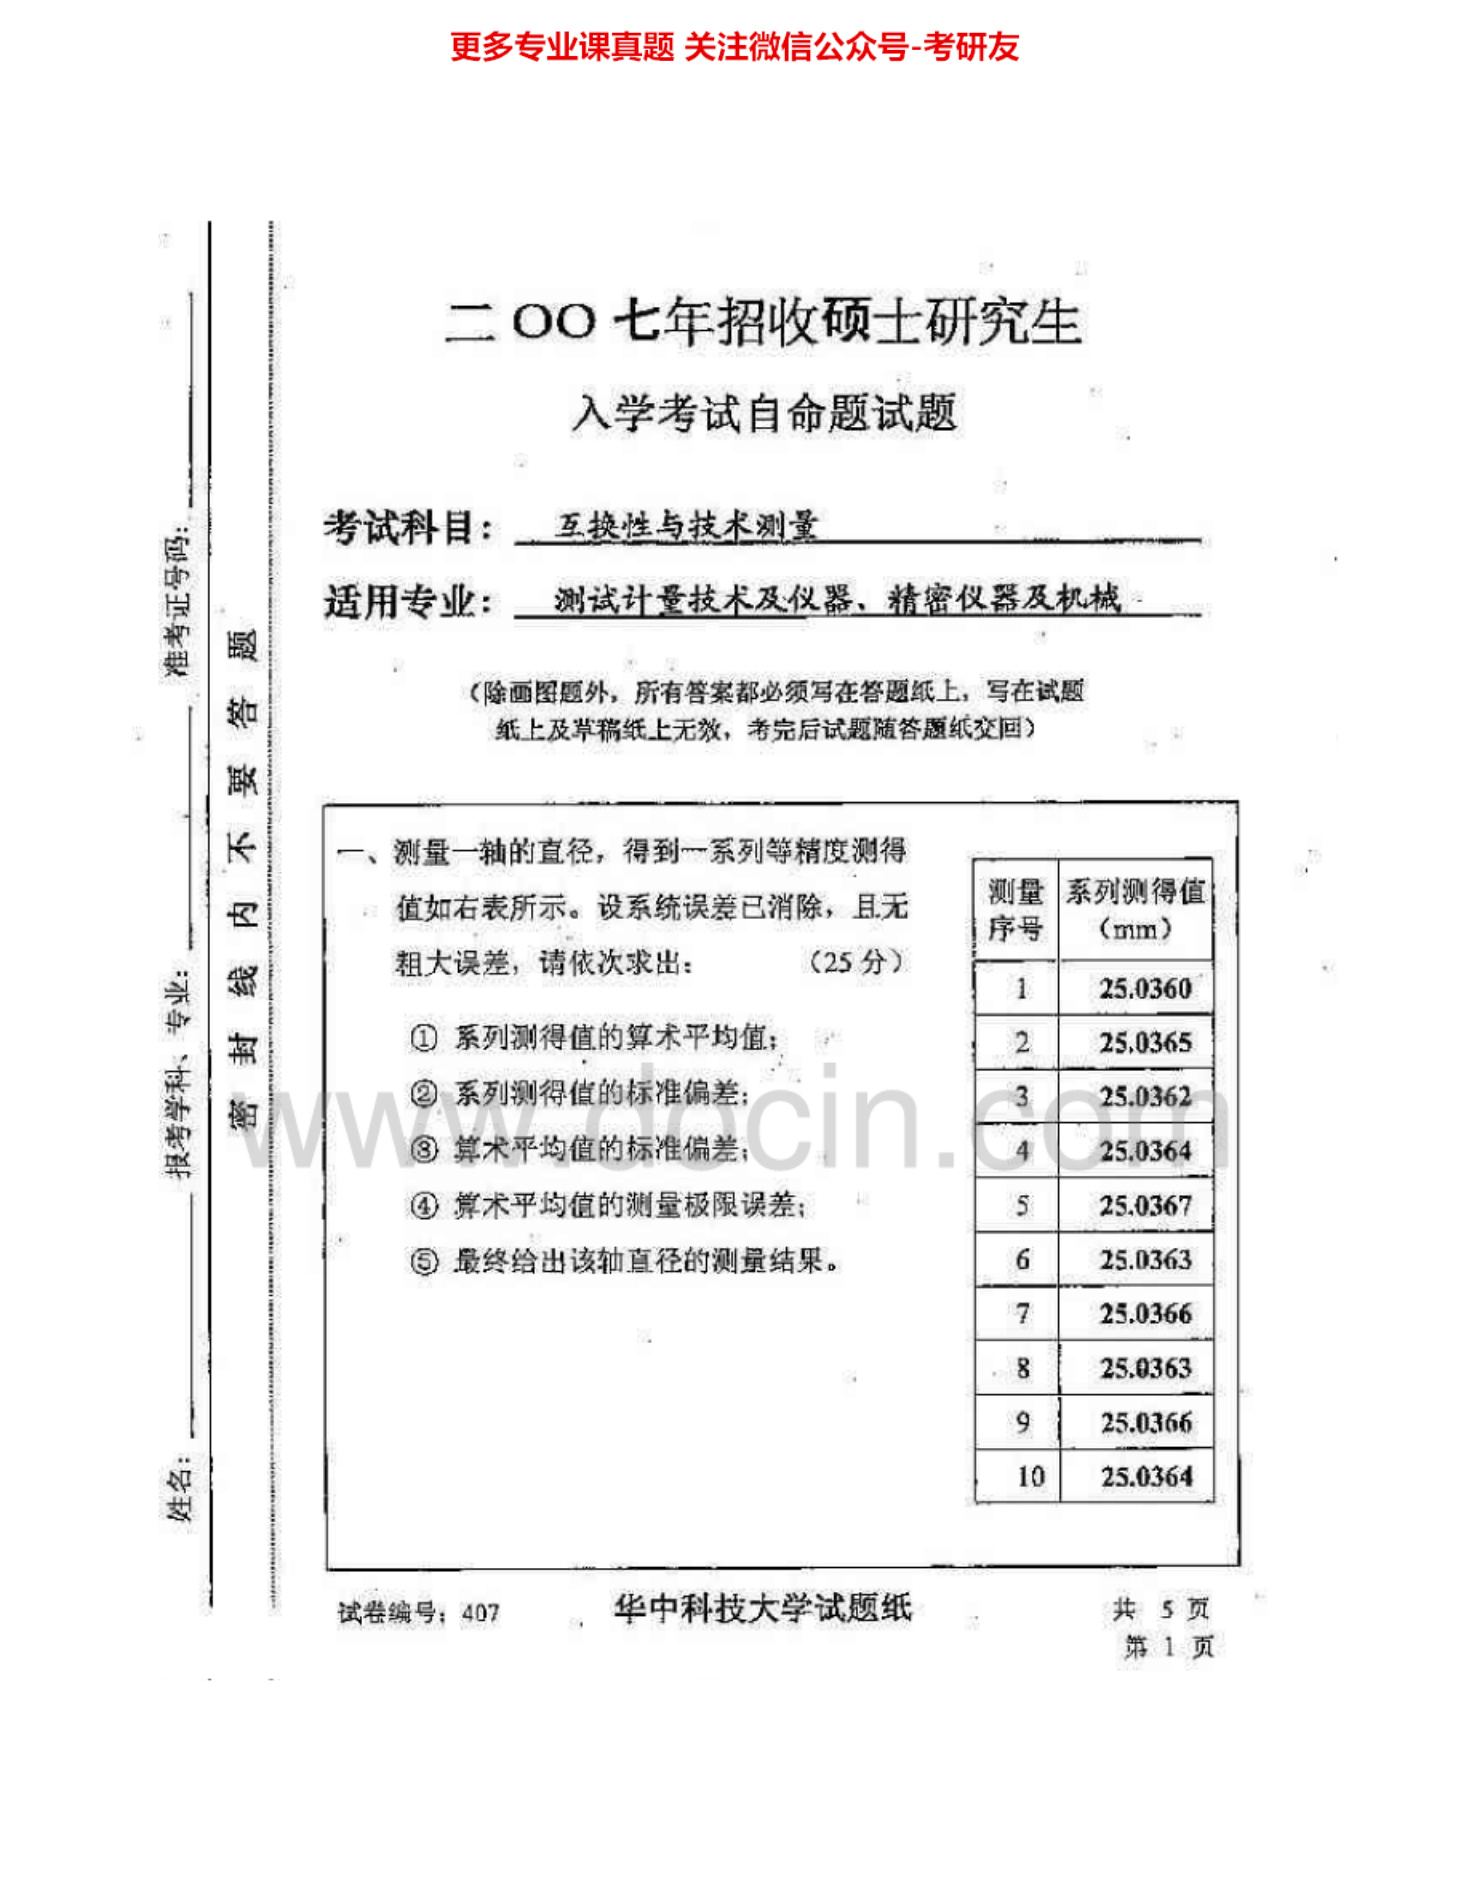 更多专业课真题 关注微信公众号-考研友
二〇〇七年招收硕士研究生
入学考试自命题试题
考试科目： 互换性与技术测量
适用专业： 测试计量技术及仪器、精密仪器及机械
（除画图题外，所有答案都必须写在答题纸上，写在试题
纸上及草稿纸上无效，考完后试题随答题纸交回）
准考证号码：
报考学科、专业：
姓名：
密封线内不要答题
一、测量一轴的直径，得到一系列等精度测得
值如右表所示。设系统误差已消除，且无
粗大误差，请依次求出： （25 分）
① 系列测得值的算术平均值；
② 系列测得值的标准偏差；
③ 算术平均值的标准偏差；
④ 算术平均值的测量极限误差；
⑤ 最终给出该轴直径的测量结果。
测量序号 系列测得值（mm）
1 25.0360
2 25.0365
3 25.0362
4 25.0364
5 25.0367
6 25.0363
7 25.0366
8 25.0363
9 25.0366
10 25.0364
www.docin.com
试卷编号：407 华中科技大学试题纸 共 5 页
第 1 页